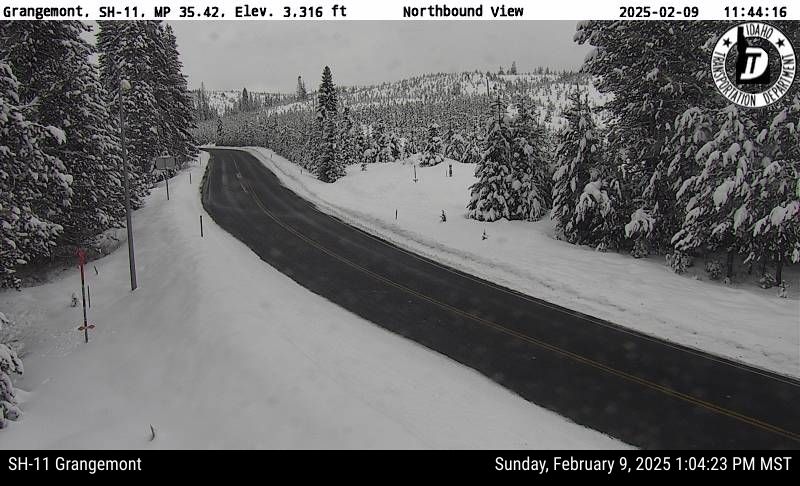 Grangemont, SH-11, MP 35.42, Elev. 3,316 ft Northbound View 2025-02-09 11:44:16
IDAHO
TRANSPORTATION DEPARTMENT
SH-11 Grangemont Sunday, February 9, 2025 1:04:23 PM MST